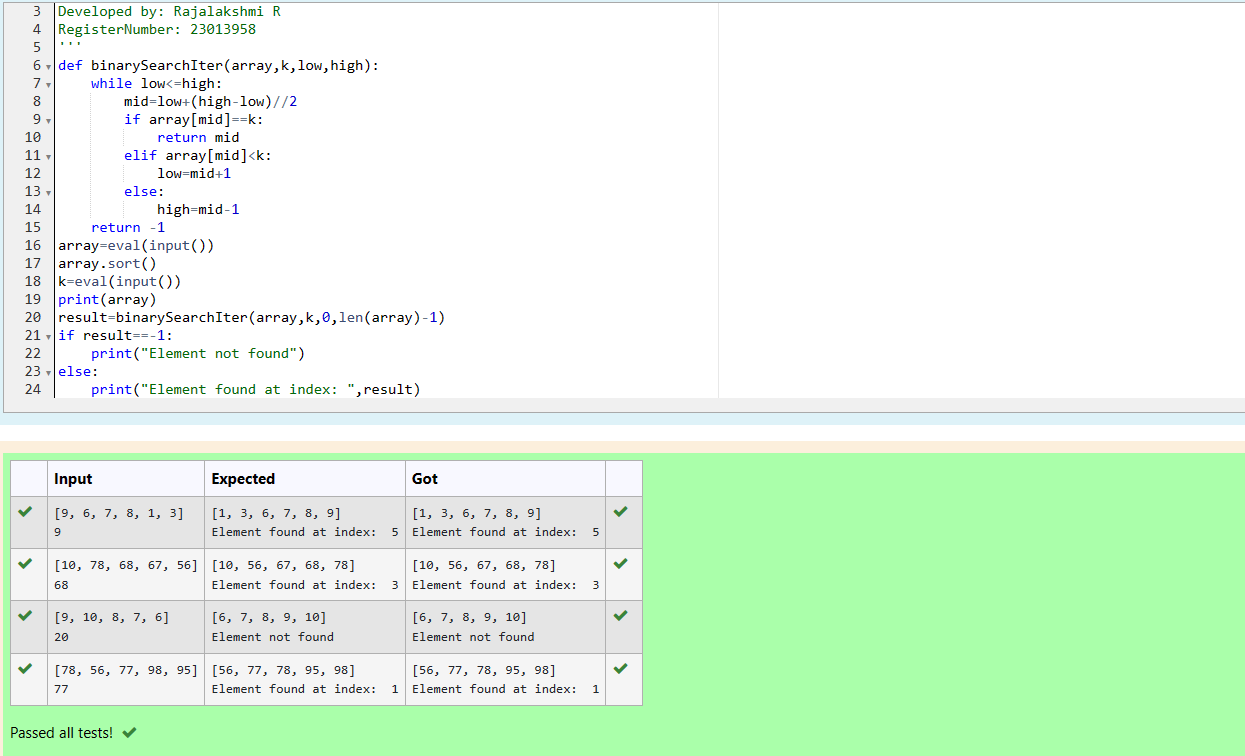 3 Developed by: Rajalakshmi R
4 RegisterNumber: 23013958
5 '''
6 def binarySearchIter(array,k,low,high):
7     while low<=high:
8         mid=low+(high-low)//2
9         if array[mid]==k:
10             return mid
11         elif array[mid]<k:
12             low=mid+1
13         else:
14             high=mid-1
15     return -1
16 array=eval(input())
17 array.sort()
18 k=eval(input())
19 print(array)
20 result=binarySearchIter(array,k,0,len(array)-1)
21 if result==-1:
22     print("Element not found")
23 else:
24     print("Element found at index: ",result)
Input Expected Got
[9, 6, 7, 8, 1, 3] [1, 3, 6, 7, 8, 9] [1, 3, 6, 7, 8, 9]
9 Element found at index:  5 Element found at index:  5
[10, 78, 68, 67, 56] [10, 56, 67, 68, 78] [10, 56, 67, 68, 78]
68 Element found at index:  3 Element found at index:  3
[9, 10, 8, 7, 6] [6, 7, 8, 9, 10] [6, 7, 8, 9, 10]
20 Element not found Element not found
[78, 56, 77, 98, 95] [56, 77, 78, 95, 98] [56, 77, 78, 95, 98]
77 Element found at index:  1 Element found at index:  1
Passed all tests!